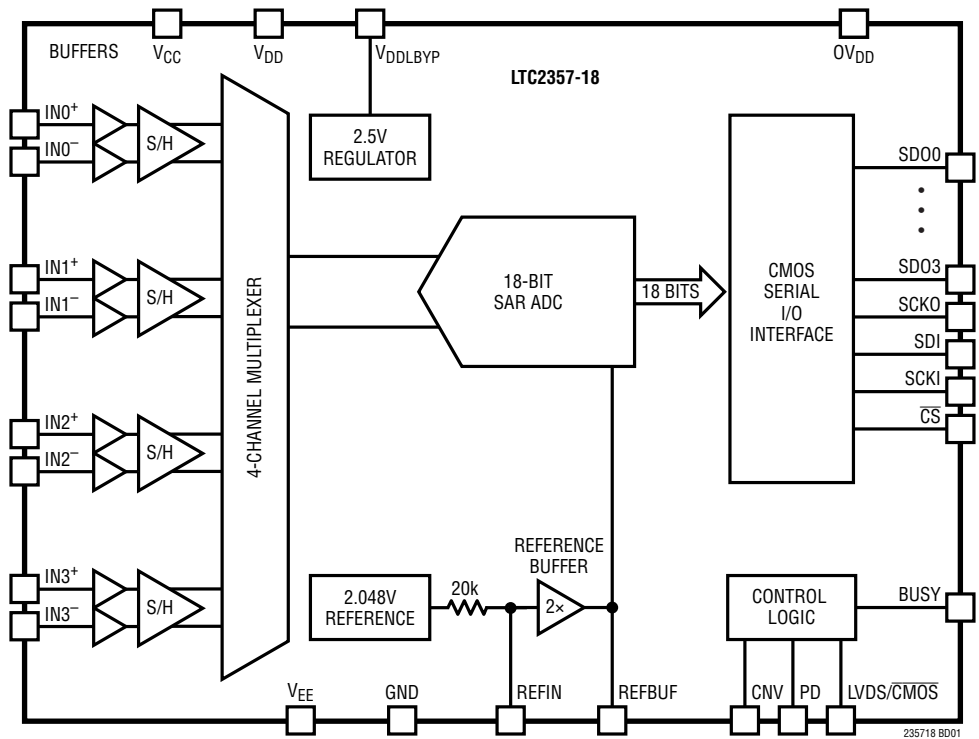 BUFFERS
VCC
VDD
VDDLBYP
OVDD
LTC2357-18
IN0+
IN0–
S/H
IN1+
IN1–
S/H
IN2+
IN2–
S/H
IN3+
IN3–
S/H
4-CHANNEL MULTIPLEXER
2.5V
REGULATOR
18-BIT
SAR ADC
18 BITS
CMOS
SERIAL
I/O
INTERFACE
SDO0
SDO3
SCKO
SDI
SCKI
CS
2.048V
REFERENCE
20k
REFERENCE
BUFFER
2×
CONTROL
LOGIC
BUSY
VEE
GND
REFIN
REFBUF
CNV
PD
LVDS/CMOS
235718 BD01